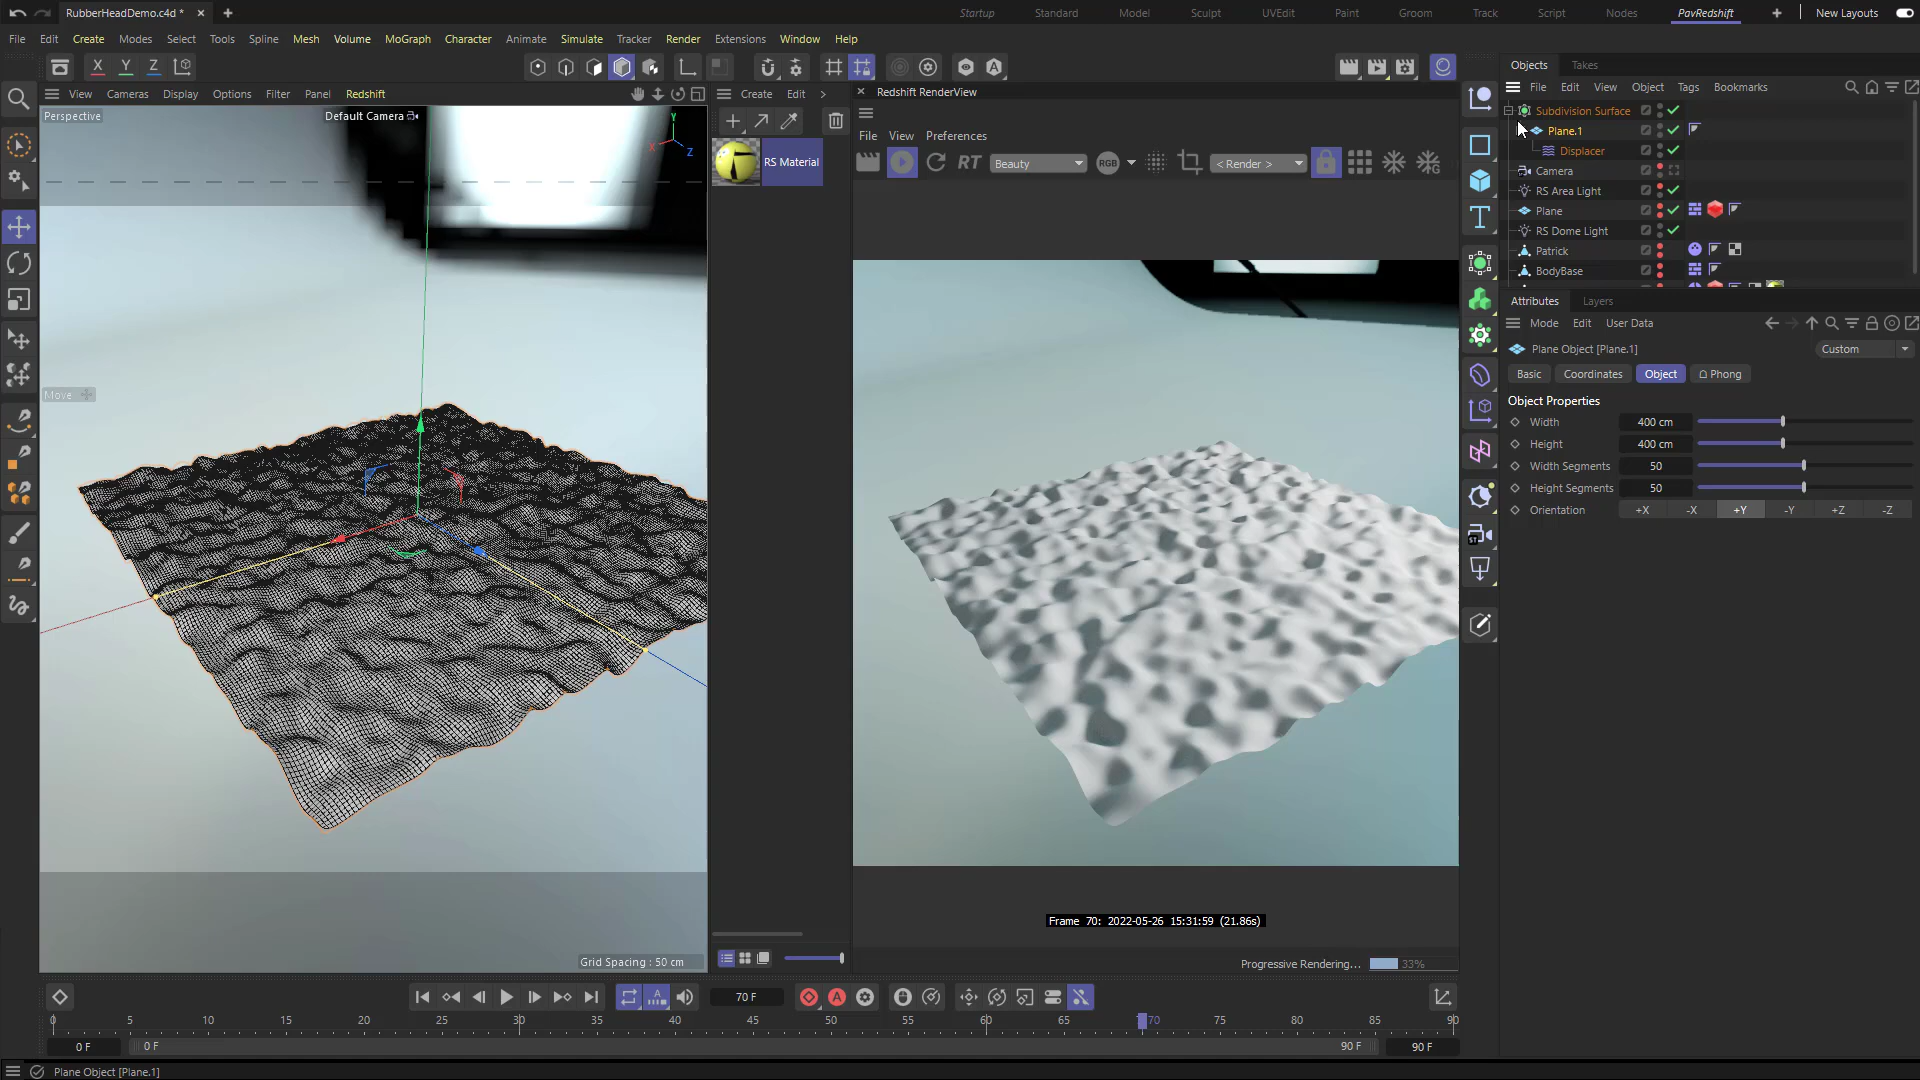 RubberHeadDemo.c4d *
Startup
Standard
Model
Sculpt
UVEdit
Paint
Groom
Track
Script
Nodes
PavRedshift
New Layouts
File Edit Create Modes Select Tools Spline Mesh Volume MoGraph Character Animate Simulate Tracker Render Extensions Window Help
X Y Z
Objects Takes
View Cameras Display Options Filter Panel Redshift
Create Edit
Redshift RenderView
File Edit View Object Tags Bookmarks
Perspective
Default Camera
Y
X
Z
RS Material
File View Preferences
RT
Beauty
RGB
< Render >
Subdivision Surface
Plane.1
Displacer
Camera
RS Area Light
Plane
RS Dome Light
Patrick
BodyBase
Attributes Layers
Mode Edit User Data
Plane Object [Plane.1]
Custom
Basic Coordinates Object Phong
Object Properties
Width 400 cm
Height 400 cm
Width Segments 50
Height Segments 50
Orientation +X -X +Y -Y +Z -Z
Move
ST
Grid Spacing : 50 cm
Frame 70: 2022-05-26 15:31:59 (21.86s)
Progressive Rendering... 33%
70 F
0 5 10 15 20 25 30 35 40 45 50 55 60 65 70 75 80 85 90
0 F
0 F
90 F
90 F
Plane Object [Plane.1]